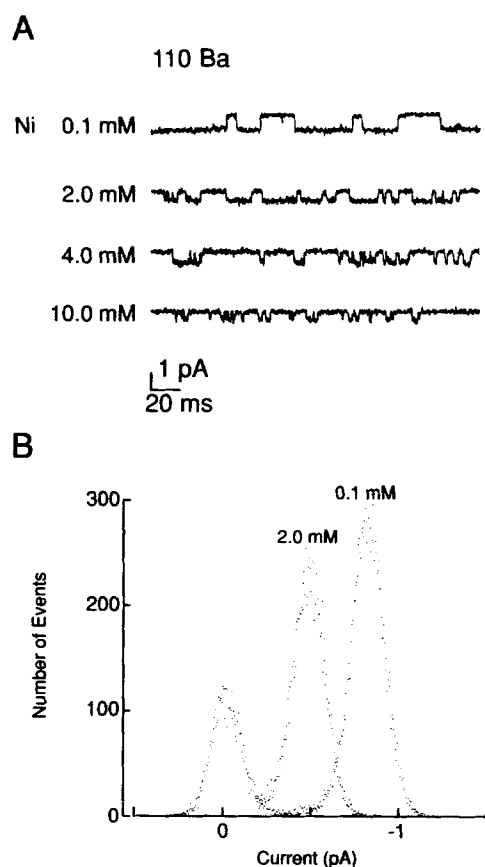 A
110 Ba
Ni 0.1 mM
2.0 mM
4.0 mM
10.0 mM
1 pA
20 ms
B
300
200
100
0
0.1 mM
2.0 mM
Number of Events
0 -1
Current (pA)